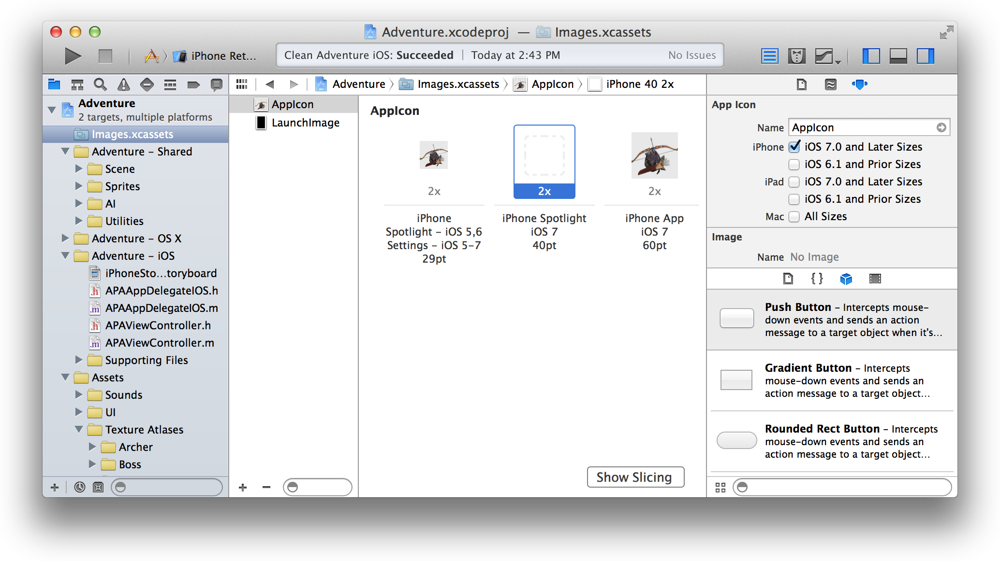 Adventure.xcodeproj — Images.xcassets
iPhone Ret...
Clean Adventure iOS: Succeeded | Today at 2:43 PM
No Issues
Adventure
2 targets, multiple platforms
Images.xcassets
Adventure – Shared
Scene
Sprites
AI
Utilities
Adventure – OS X
Adventure – iOS
iPhoneSto...toryboard
APAAppDelegateIOS.h
APAAppDelegateIOS.m
APAViewController.h
APAViewController.m
Supporting Files
Assets
Sounds
UI
Texture Atlases
Archer
Boss
Adventure
Images.xcassets
AppIcon
iPhone 40 2x
AppIcon
LaunchImage
AppIcon
2x
iPhone
Spotlight – iOS 5,6
Settings – iOS 5–7
29pt
2x
iPhone Spotlight
iOS 7
40pt
2x
iPhone App
iOS 7
60pt
Show Slicing
App Icon
Name AppIcon
iPhone iOS 7.0 and Later Sizes
iOS 6.1 and Prior Sizes
iPad iOS 7.0 and Later Sizes
iOS 6.1 and Prior Sizes
Mac All Sizes
Image
Name No Image
{ }
Push Button – Intercepts mouse-
down events and sends an action
message to a target object when it's...
Gradient Button – Intercepts
mouse-down events and sends an
action message to a target object...
Rounded Rect Button – Intercepts
mouse-down events and sends an
action message to a target object...